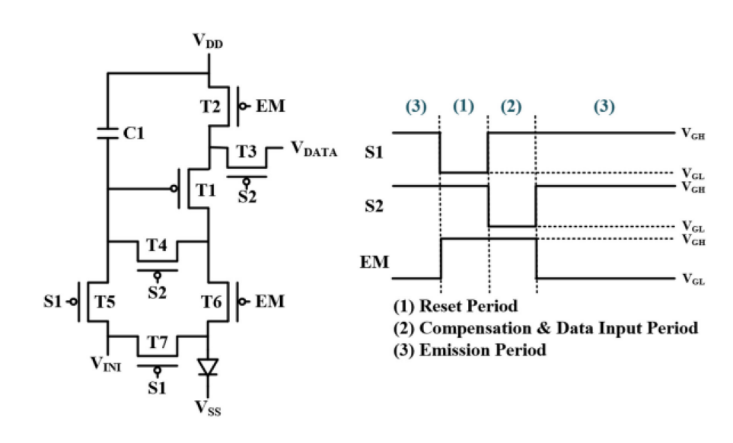 VDD
T2 EM
C1
T3 VDATA
T1
S2
T4
S1 T5 S2 T6 EM
T7
VINI
S1
VSS
(3) (1) (2) (3)
S1 VGH
VGL
S2 VGH
VGL
EM VGH
VGL
(1) Reset Period
(2) Compensation & Data Input Period
(3) Emission Period